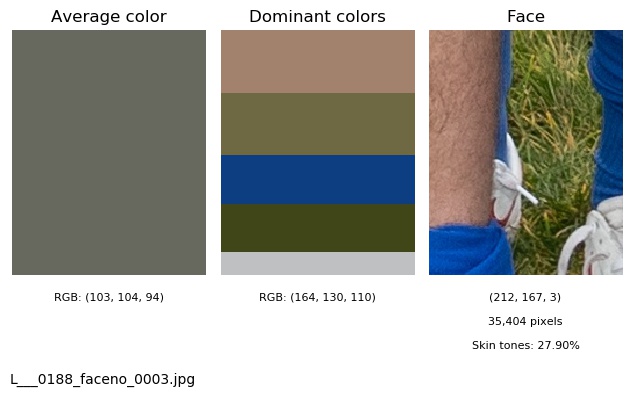 Average color
Dominant colors
Face
RGB: (103, 104, 94)
RGB: (164, 130, 110)
(212, 167, 3)
35,404 pixels
Skin tones: 27.90%
L___0188_faceno_0003.jpg